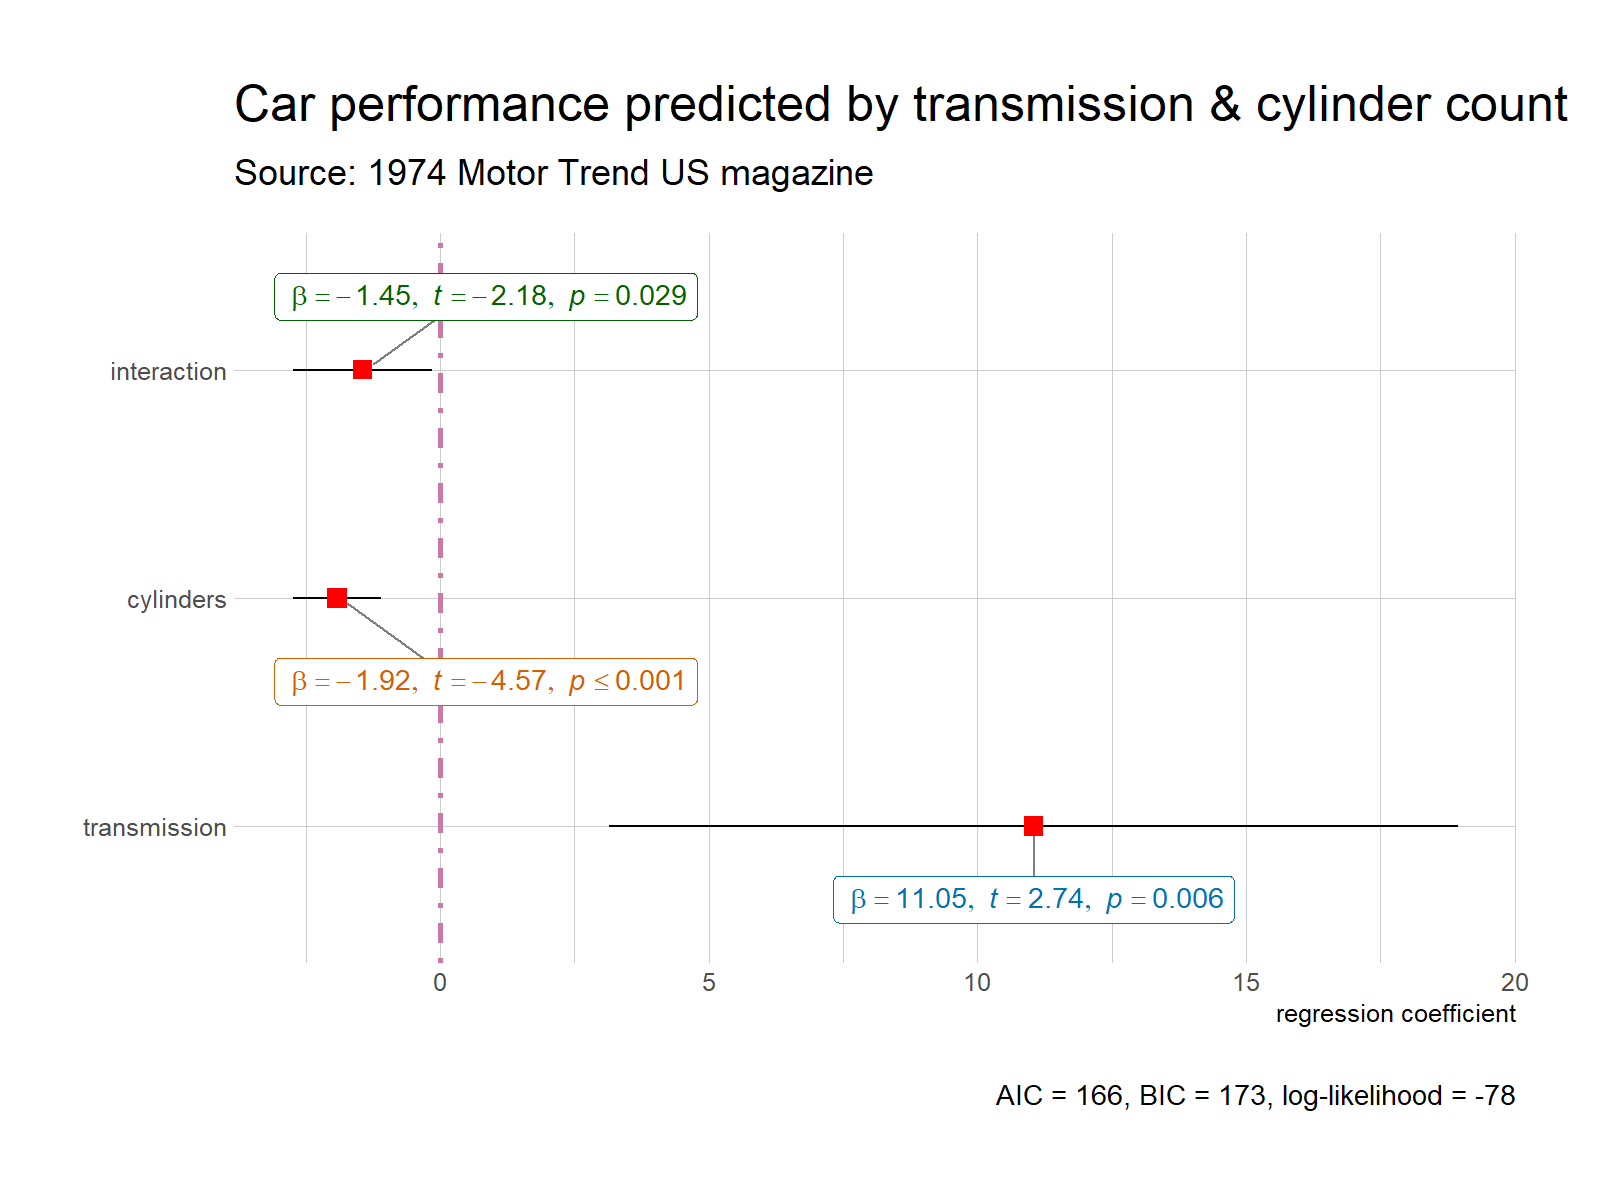 Car performance predicted by transmission & cylinder count
Source: 1974 Motor Trend US magazine
β = −1.45, t = −2.18, p = 0.029
interaction
cylinders
β = −1.92, t = −4.57, p ≤ 0.001
transmission
β = 11.05, t = 2.74, p = 0.006
0 5 10 15 20
regression coefficient
AIC = 166, BIC = 173, log-likelihood = -78